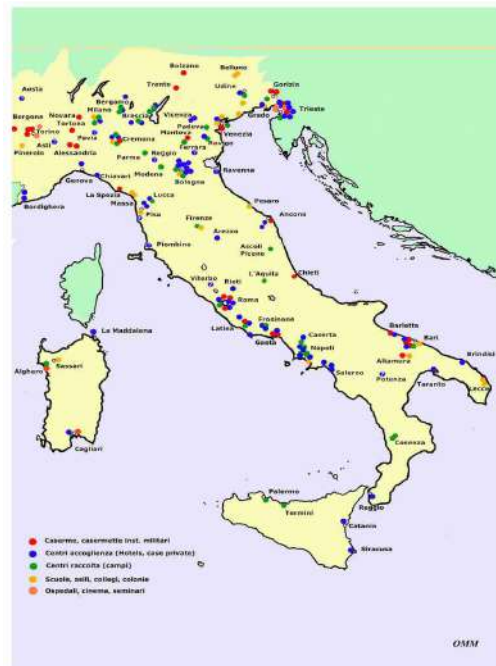 Bolzano
Belluno
Trento
Aosta
Bergamo
Udine
Gorizia
Milano
Novara
Brescia
Vicenza
Grado
Trieste
Bergona
Torino
Tortona
Padova
Venezia
Cremona
Mantova
Pavia
Rovigo
Asti
Ferrara
Pinerolo
Alessandria
Parma
Reggio
Modena
Bologna
Ravenna
Genova
Chiavari
Bordighera
La Spezia
Massa
Lucca
Pesaro
Firenze
Pisa
Ancona
Arezzo
Piombino
Ascoli
Piceno
L'Aquila
Chieti
Viterbo
Rieti
Roma
Frosinone
Latina
Gaeta
Caserta
Napoli
Barletta
Bari
La Maddalena
Altamura
Brindisi
Salerno
Potenza
Taranto
Lecce
Sassari
Alghero
Cagliari
Cosenza
Palermo
Termini
Reggio
Catania
Siracusa
Caserme, casermette inst. militari
Centri accoglienza (Hotels, case private)
Centri raccolta (campi)
Scuole, asili, collegi, colonie
Ospedali, cinema, seminari
OMM